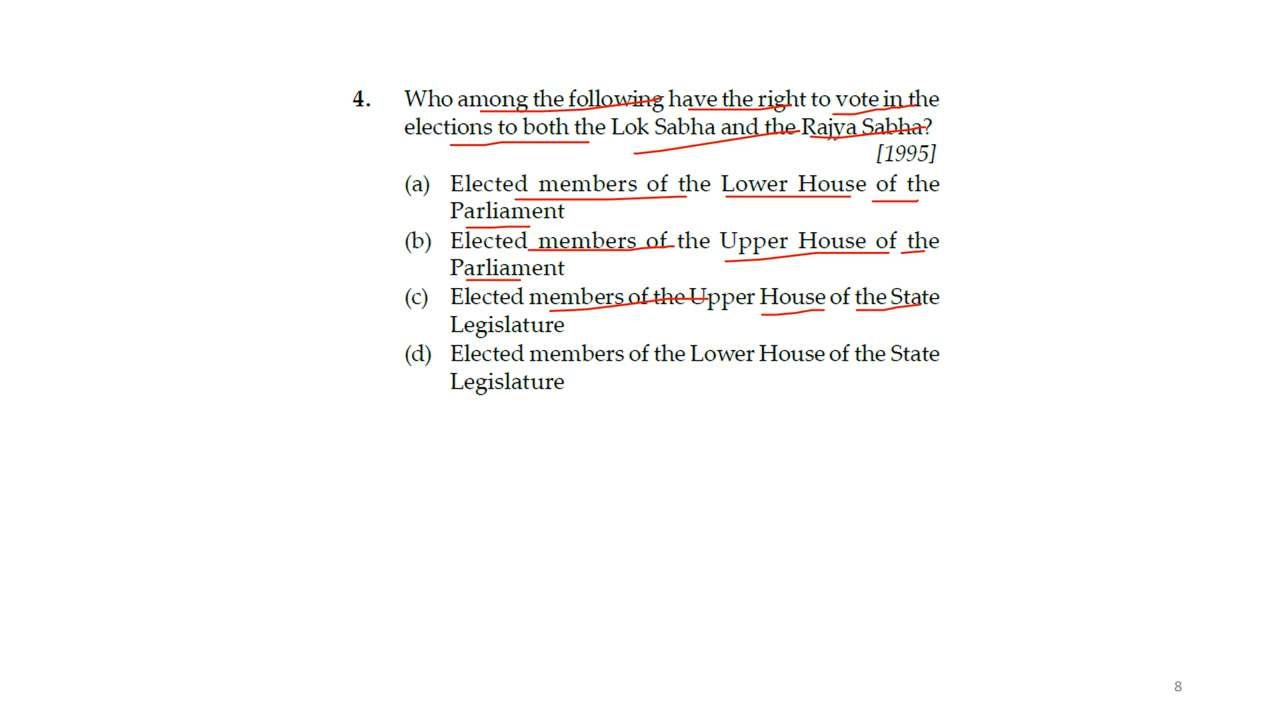 4. Who among the following have the right to vote in the
elections to both the Lok Sabha and the Rajya Sabha?
[1995]
(a) Elected members of the Lower House of the
Parliament
(b) Elected members of the Upper House of the
Parliament
(c) Elected members of the Upper House of the State
Legislature
(d) Elected members of the Lower House of the State
Legislature
8